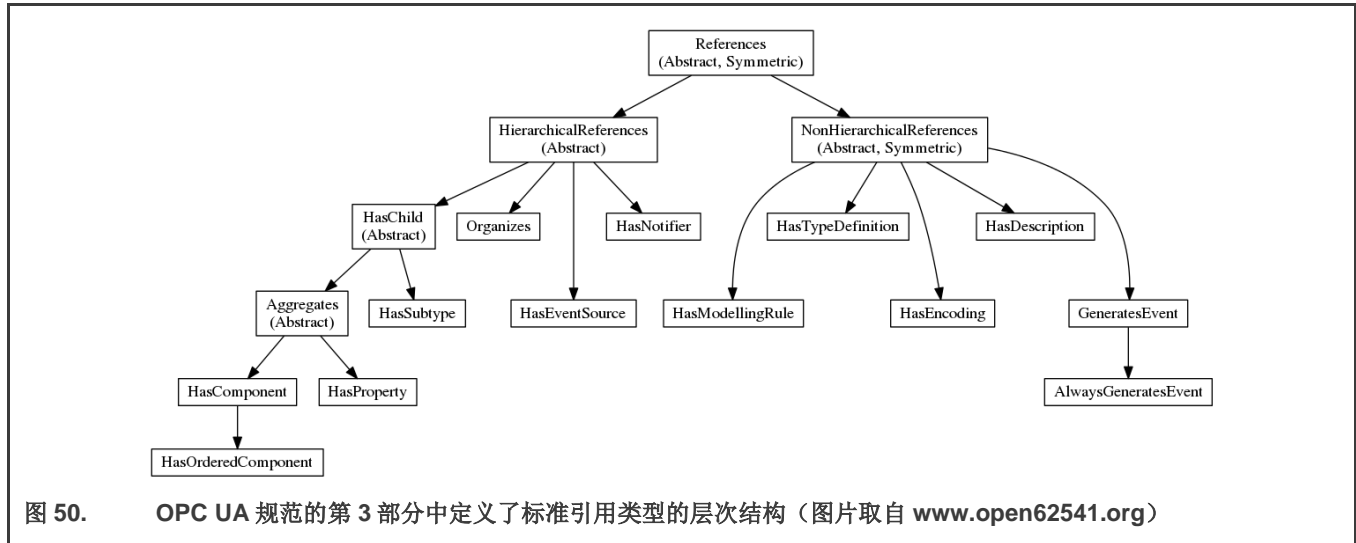 References
(Abstract, Symmetric)
HierarchicalReferences
(Abstract)
NonHierarchicalReferences
(Abstract, Symmetric)
HasChild
(Abstract)
Organizes
HasNotifier
HasTypeDefinition
HasDescription
Aggregates
(Abstract)
HasSubtype
HasEventSource
HasModellingRule
HasEncoding
GeneratesEvent
HasComponent
HasProperty
AlwaysGeneratesEvent
HasOrderedComponent
图 50. OPC UA 规范的第 3 部分中定义了标准引用类型的层次结构（图片取自 www.open62541.org）